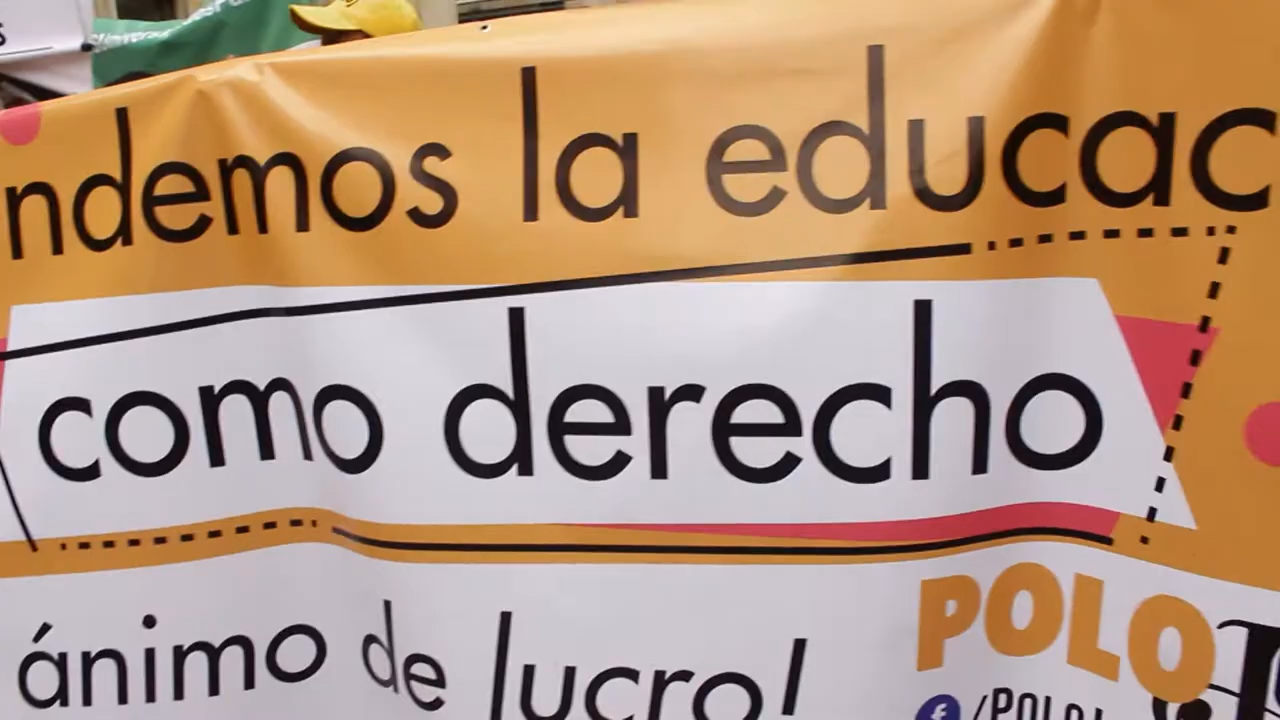 ndemos la educac
como derecho
ánimo de lucro!
POLO
/POLO